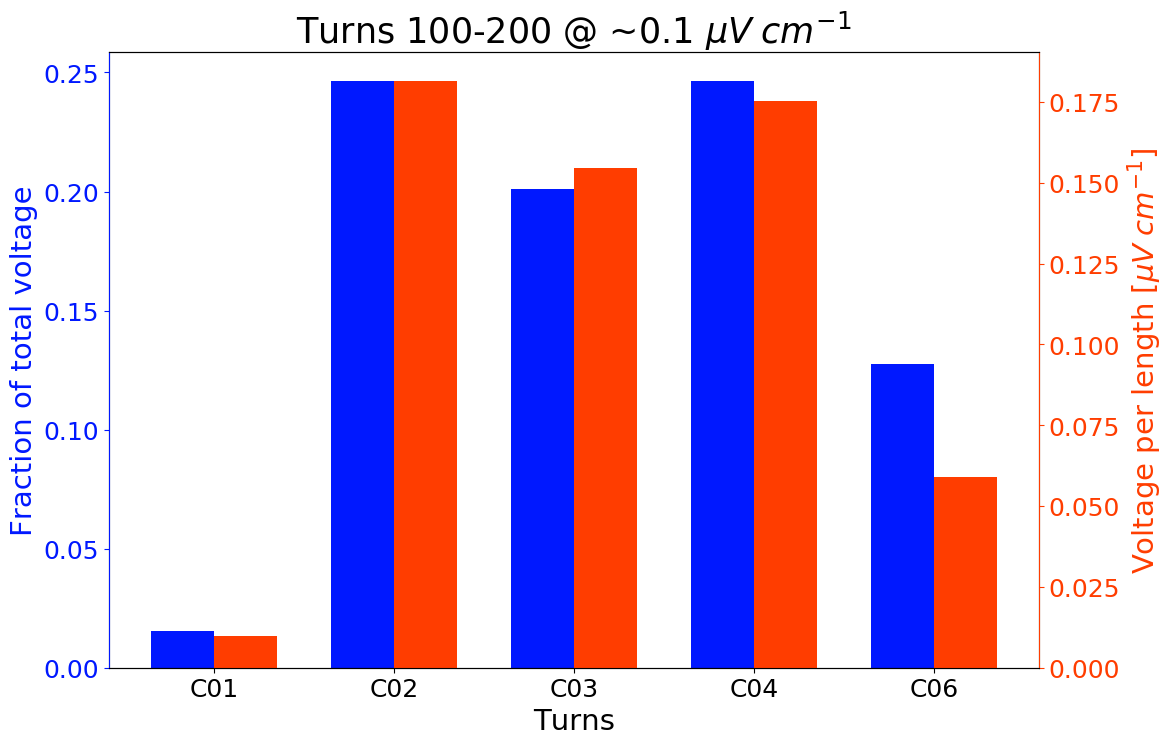 Turns 100-200 @ ~0.1 μV cm⁻¹
Fraction of total voltage
0.25
0.20
0.15
0.10
0.05
0.00
0.175
0.150
0.125
0.100
0.075
0.050
0.025
0.000
Voltage per length [μV cm⁻¹]
C01 C02 C03 C04 C06
Turns